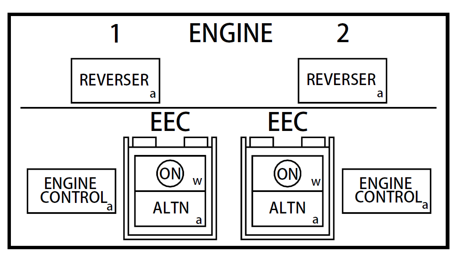 1 ENGINE 2
REVERSER a REVERSER a
EEC EEC
ON w ON w
ENGINE CONTROL a ALTN a ALTN a ENGINE CONTROL a